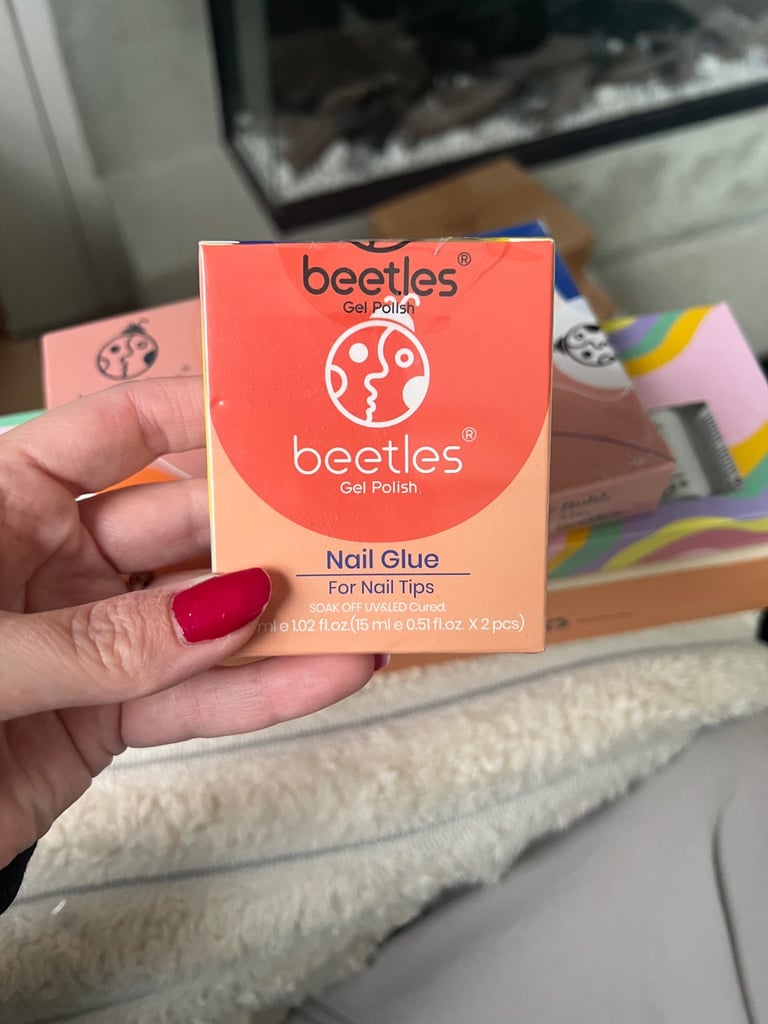 beetles®
Gel Polish
beetles®
Gel Polish
Nail Glue
For Nail Tips
SOAK OFF UV&LED Cured.
ml e 1.02 fl.oz.(15 ml e 0.51 fl.oz. X 2 pcs)